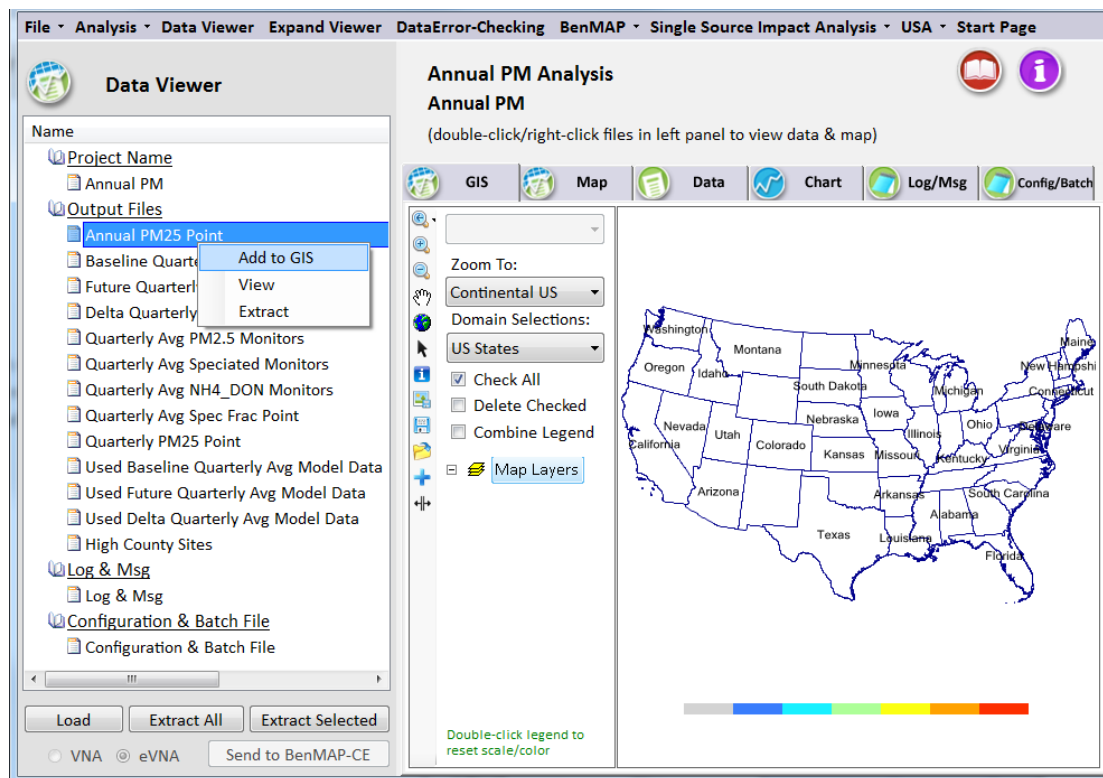 File Analysis Data Viewer Expand Viewer DataError-Checking BenMAP Single Source Impact Analysis USA Start Page
Data Viewer
Name
Project Name
Annual PM
Output Files
Annual PM25 Point
Baseline Quarte
Future Quarterl
Delta Quarterly
Quarterly Avg PM2.5 Monitors
Quarterly Avg Speciated Monitors
Quarterly Avg NH4_DON Monitors
Quarterly Avg Spec Frac Point
Quarterly PM25 Point
Used Baseline Quarterly Avg Model Data
Used Future Quarterly Avg Model Data
Used Delta Quarterly Avg Model Data
High County Sites
Log & Msg
Log & Msg
Configuration & Batch File
Configuration & Batch File
Add to GIS
View
Extract
Load Extract All Extract Selected
VNA eVNA Send to BenMAP-CE
Annual PM Analysis
Annual PM
(double-click/right-click files in left panel to view data & map)
GIS Map Data Chart Log/Msg Config/Batch
Zoom To:
Continental US
Domain Selections:
US States
Check All
Delete Checked
Combine Legend
Map Layers
Double-click legend to
reset scale/color
Washington
Montana
Minnesota
Maine
Oregon
Idaho
South Dakota
Michigan
New Hampshi
Connecticut
Nevada
Utah
Nebraska
Iowa
Illinois
Ohio
Delaware
California
Colorado
Kansas
Missouri
Kentucky
Virginia
Arizona
Arkansas
South Carolina
Alabama
Texas
Louisiana
Florida